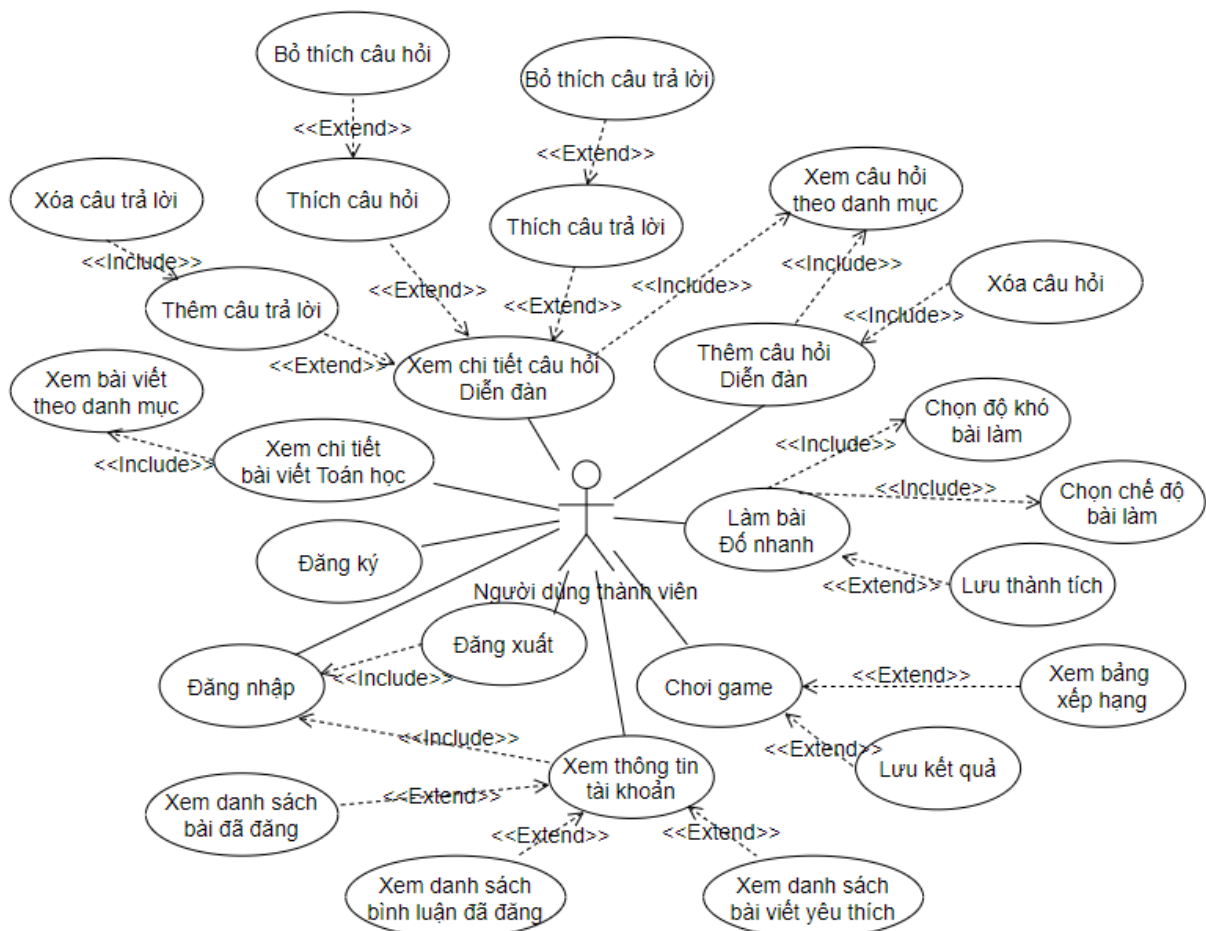 Bỏ thích câu hỏi
Bỏ thích câu trả lời
<<Extend>>
<<Extend>>
Xóa câu trả lời
Thích câu hỏi
Thích câu trả lời
Xem câu hỏi
theo danh mục
<<Include>>
<<Extend>>
<<Extend>>
<<Include>>
<<Include>>
Xóa câu hỏi
Thêm câu trả lời
<<Include>>
<<Extend>>
Xem chi tiết câu hỏi
Diễn đàn
Thêm câu hỏi
Diễn đàn
Xem bài viết
theo danh mục
<<Include>>
Xem chi tiết
bài viết Toán học
Chọn độ khó
bài làm
<<Include>>
<<Include>>
Chọn chế độ
bài làm
Làm bài
Đố nhanh
Đăng ký
<<Extend>>
Lưu thành tích
Người dùng thành viên
Đăng xuất
Đăng nhập
<<Include>>
Chơi game
<<Extend>>
Xem bảng
xếp hạng
<<Include>>
<<Extend>>
Lưu kết quả
Xem thông tin
tài khoản
Xem danh sách
bài đã đăng
<<Extend>>
<<Extend>>
<<Extend>>
Xem danh sách
bình luận đã đăng
Xem danh sách
bài viết yêu thích